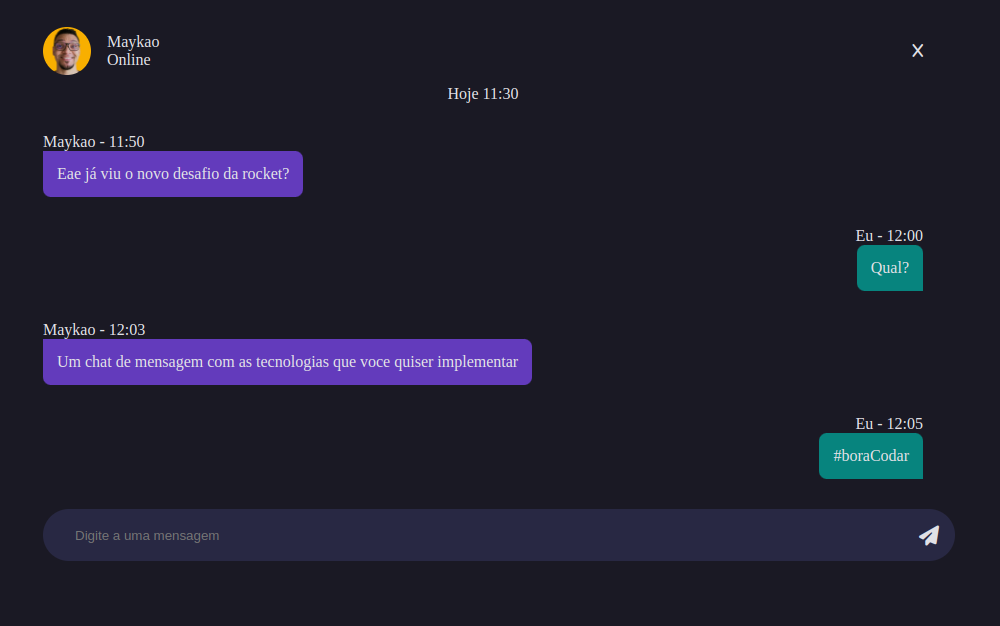 Maykao
Online
X
Hoje 11:30
Maykao - 11:50
Eae já viu o novo desafio da rocket?
Eu - 12:00
Qual?
Maykao - 12:03
Um chat de mensagem com as tecnologias que voce quiser implementar
Eu - 12:05
#boraCodar
Digite a uma mensagem